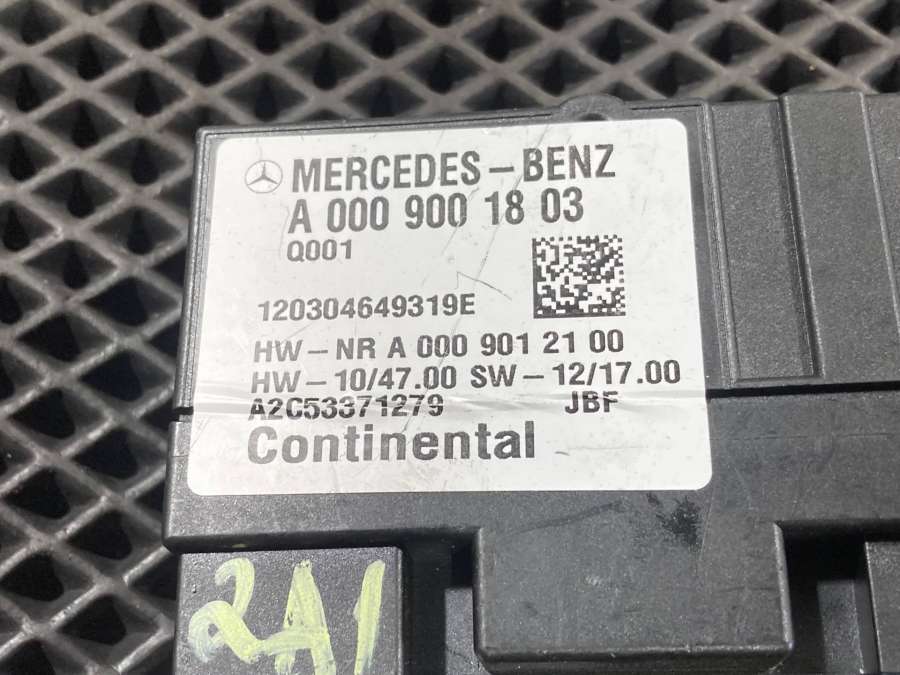 MERCEDES-BENZ
A 000 900 18 03
Q001
120304649319E
HW-NR A 000 901 21 00
HW-10/47.00 SW-12/17.00
A2C53371279 JBF
Continental
2A1